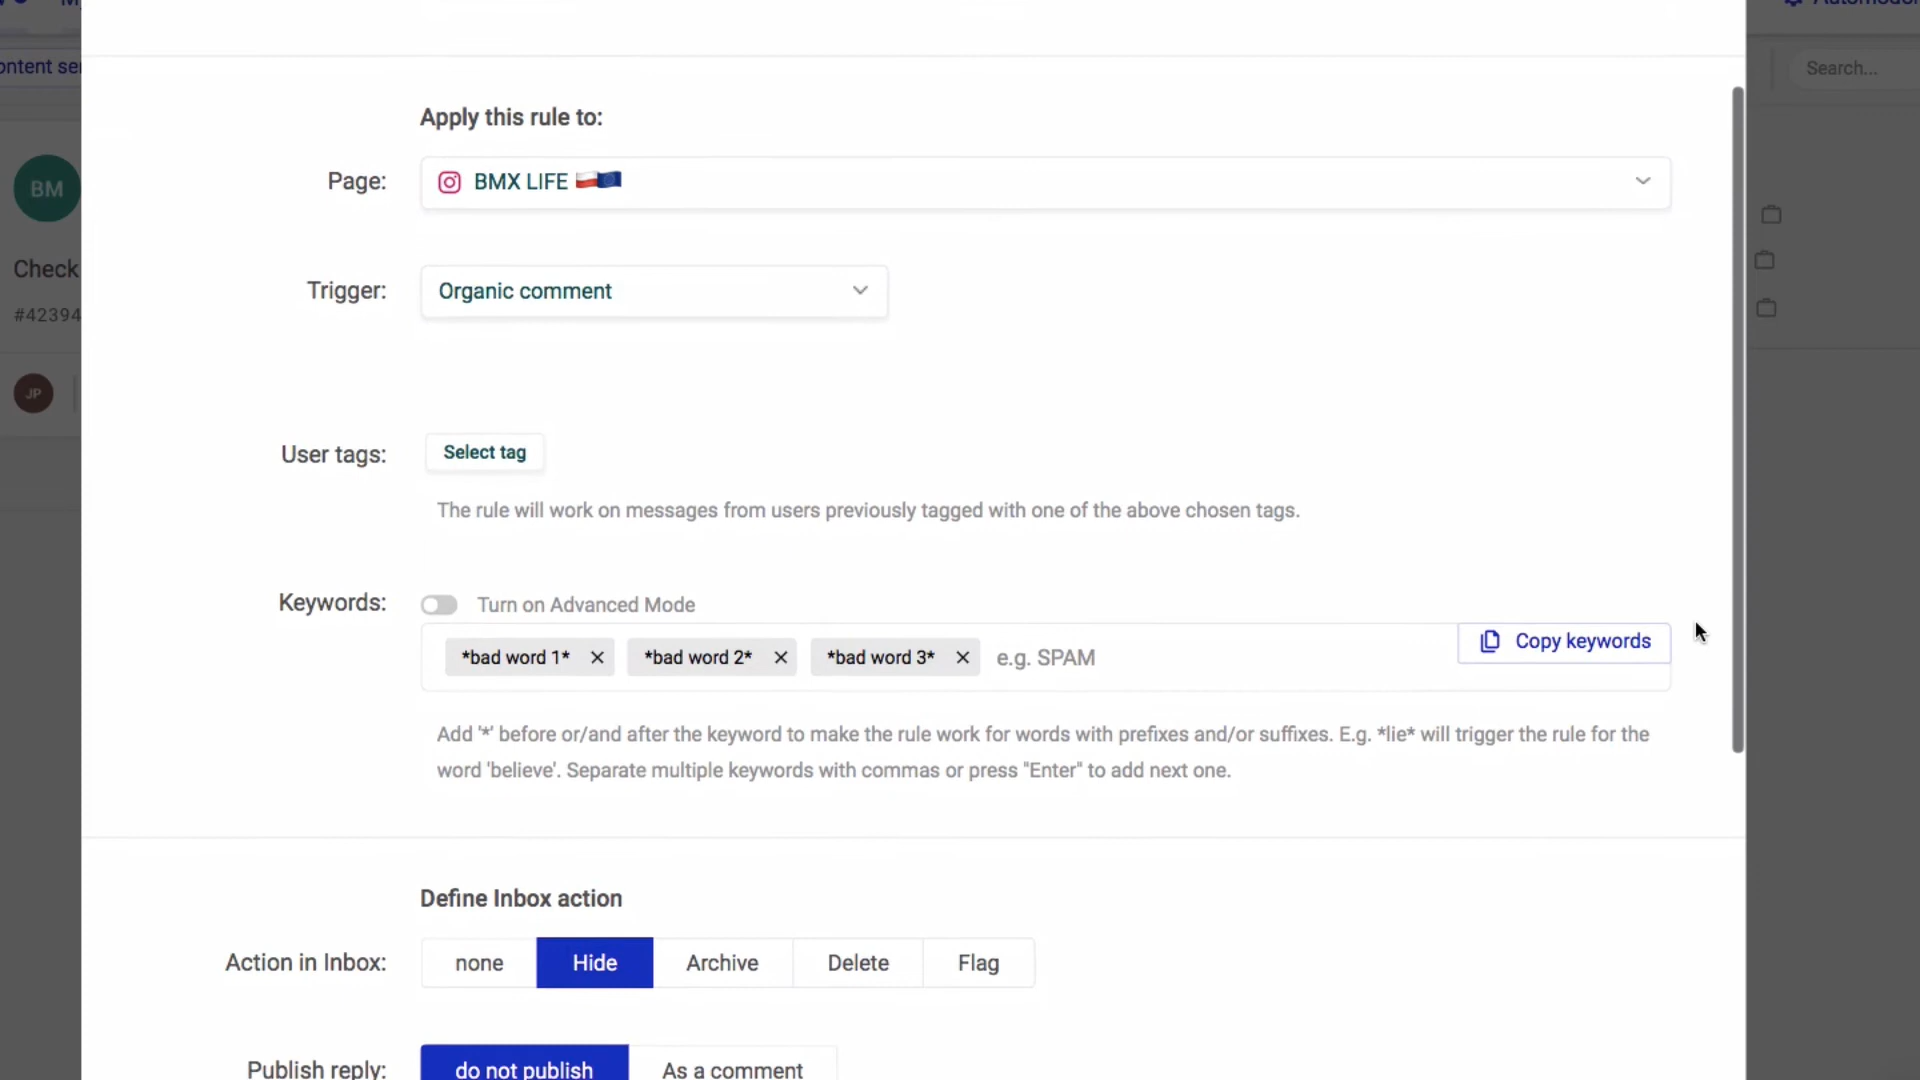 ontent se
Search...
Apply this rule to:
Page: BMX LIFE
BM
Check
Trigger: Organic comment
#42394
JP
User tags: Select tag
The rule will work on messages from users previously tagged with one of the above chosen tags.
Keywords: Turn on Advanced Mode
*bad word 1* *bad word 2* *bad word 3* e.g. SPAM Copy keywords
Add '*' before or/and after the keyword to make the rule work for words with prefixes and/or suffixes. E.g. *lie* will trigger the rule for the
word 'believe'. Separate multiple keywords with commas or press "Enter" to add next one.
Define Inbox action
Action in Inbox: none Hide Archive Delete Flag
Publish reply: do not publish As a comment